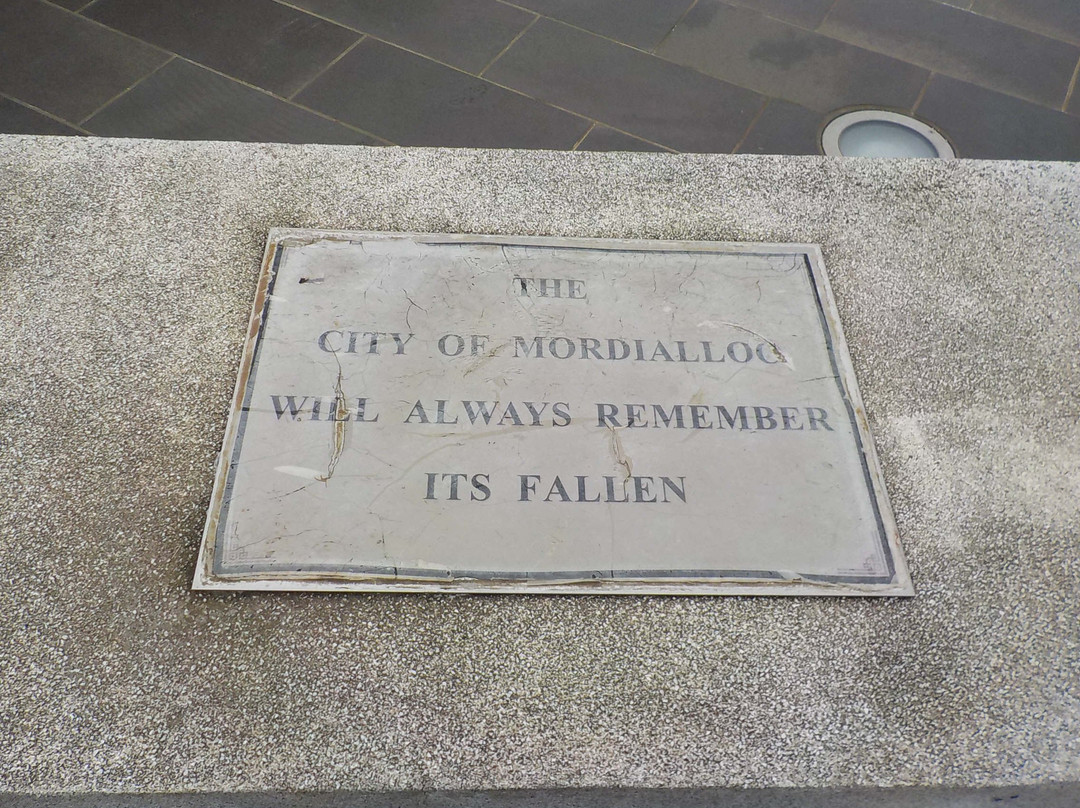 THE
CITY OF MORDIALLOC
WILL ALWAYS REMEMBER
ITS FALLEN